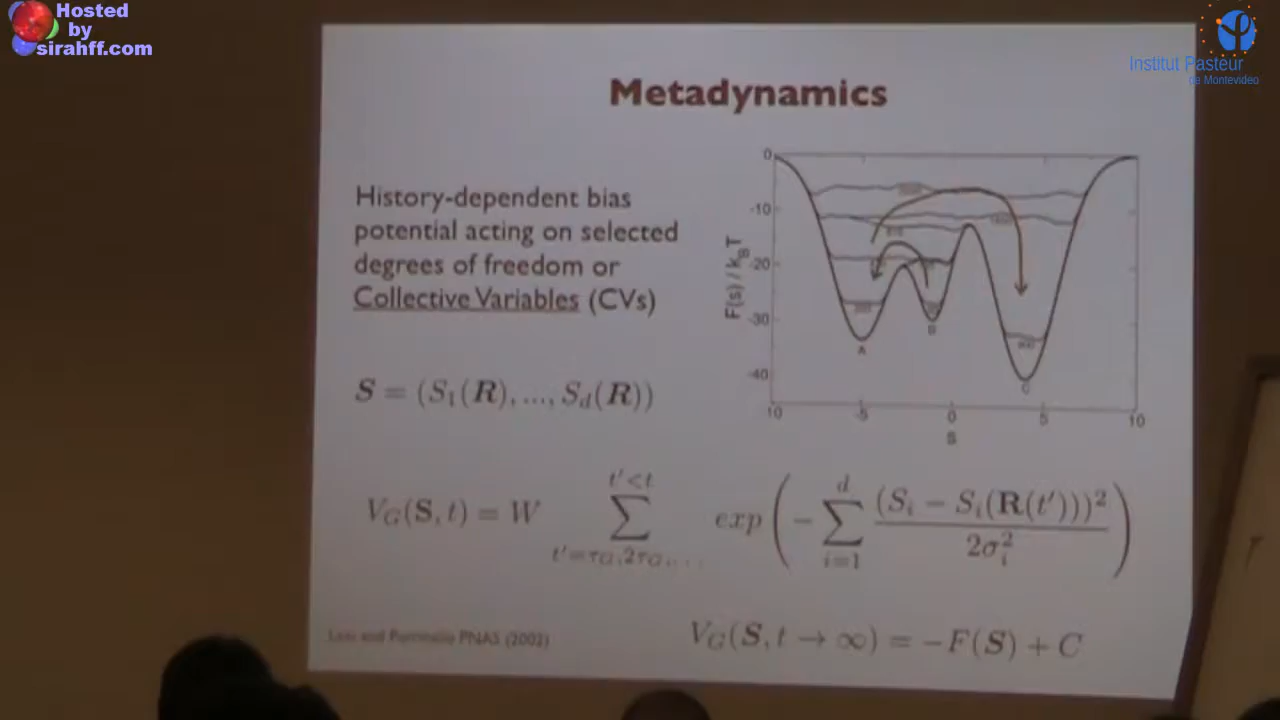 Hosted
by
sirahff.com
Institut Pasteur
de Montevideo
Metadynamics
History-dependent bias
potential acting on selected
degrees of freedom or
Collective Variables (CVs)
S = (S₁(R), ..., S_d(R))
0
-10
-20
-30
-40
F(s) / k_BT
A
B
C
10
-5
0
5
10
S
V_G(S, t) = W ∑_{t'=τ_G,2τ_G,...}^{t'<t} exp(−∑_{i=1}^{d} (S_i − S_i(R(t')))² / 2σ_i²)
V_G(S, t → ∞) = −F(S) + C
and PNAS (2002)